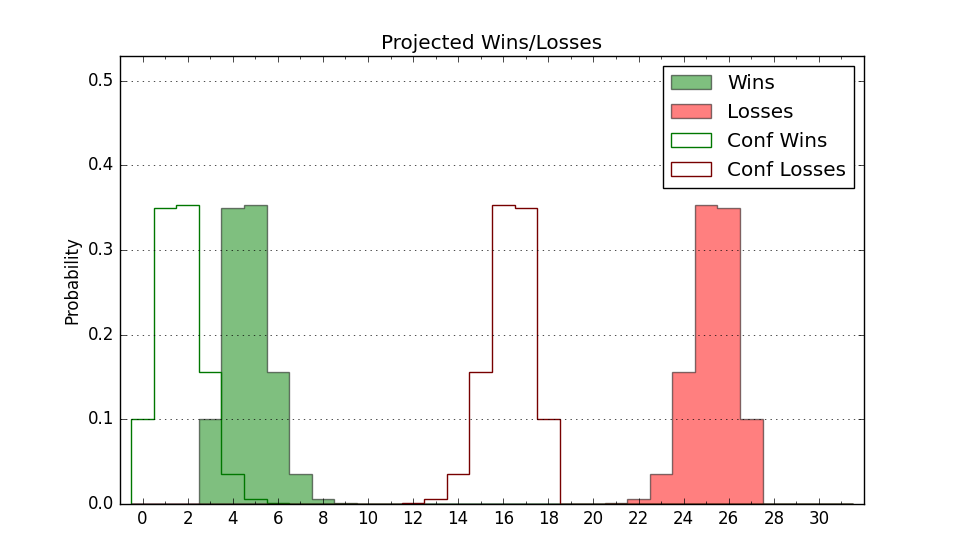 Projected Wins/Losses
Probability
0.5
0.4
0.3
0.2
0.1
0.0
Wins
Losses
Conf Wins
Conf Losses
0 2 4 6 8 10 12 14 16 18 20 22 24 26 28 30